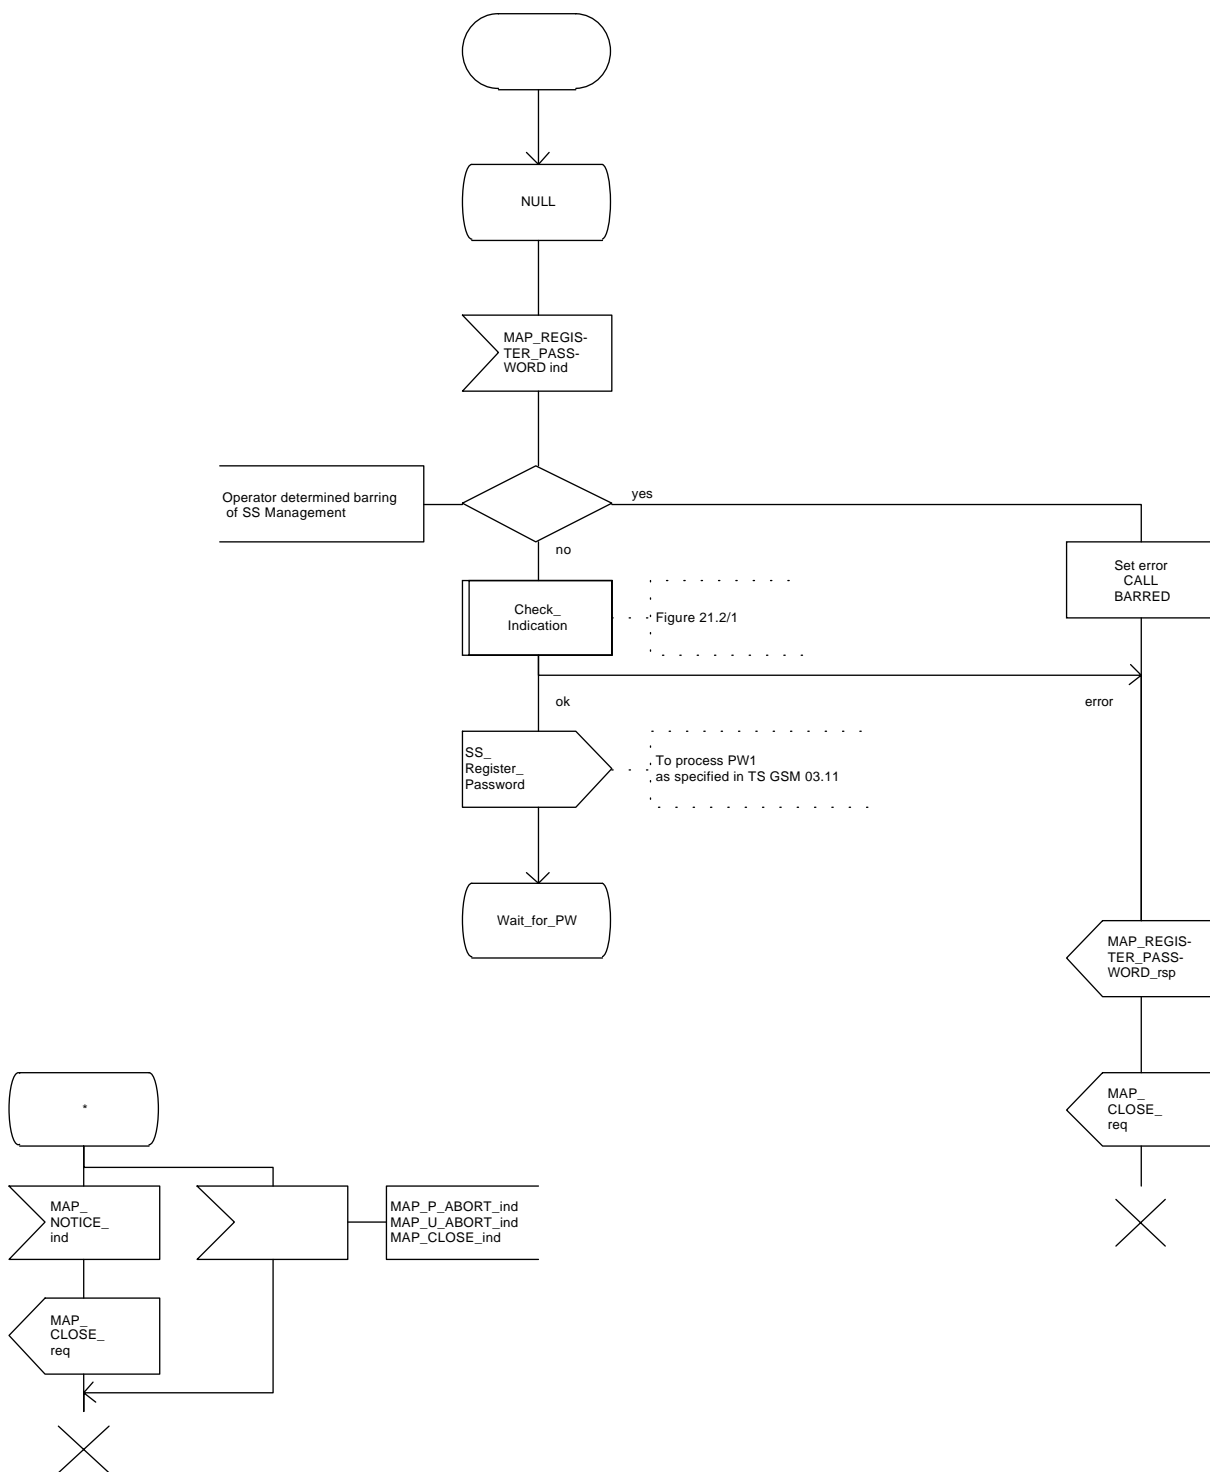 NULL
MAP_REGIS-
TER_PASS-
WORD ind
Operator determined barring
of SS Management
yes
no
Set error
CALL
BARRED
Check_
Indication
Figure 21.2/1
ok
error
SS_
Register_
Password
To process PW1
as specified in TS GSM 03.11
Wait_for_PW
MAP_REGIS-
TER_PASS-
WORD_rsp
MAP_
CLOSE_
req
*
MAP_
NOTICE_
ind
MAP_P_ABORT_ind
MAP_U_ABORT_ind
MAP_CLOSE_ind
MAP_
CLOSE_
req